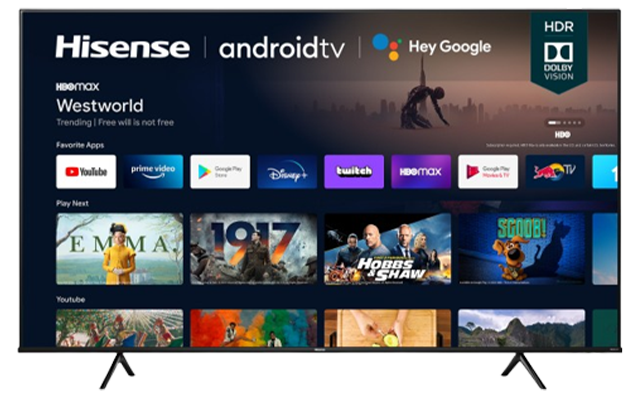 Hisense | androidtv | Hey Google
HDR
DOLBY
VISION
HBOMAX
Westworld
Trending | Free will is not free
HBO
Favorite Apps
YouTube
prime video
Google Play
Store
Disney+
twitch
HBOMAX
Google Play
Movies & TV
Red Bull TV
Play Next
EMMA.
1917
HOBBS
& SHAW
SCOOB!
Youtube